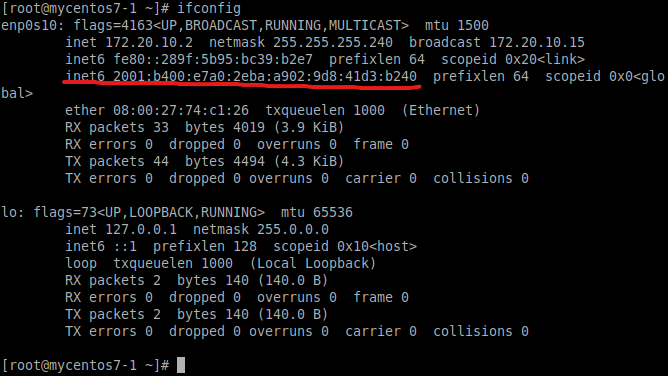 [root@mycentos7-1 ~]# ifconfig
enp0s10: flags=4163<UP,BROADCAST,RUNNING,MULTICAST>  mtu 1500
        inet 172.20.10.2  netmask 255.255.255.240  broadcast 172.20.10.15
        inet6 fe80::289f:5b95:bc39:b2e7  prefixlen 64  scopeid 0x20<link>
        inet6 2001:b400:e7a0:2eba:a902:9d8:41d3:b240  prefixlen 64  scopeid 0x0<glo
bal>
        ether 08:00:27:74:c1:26  txqueuelen 1000  (Ethernet)
        RX packets 33  bytes 4019 (3.9 KiB)
        RX errors 0  dropped 0  overruns 0  frame 0
        TX packets 44  bytes 4494 (4.3 KiB)
        TX errors 0  dropped 0 overruns 0  carrier 0  collisions 0

lo: flags=73<UP,LOOPBACK,RUNNING>  mtu 65536
        inet 127.0.0.1  netmask 255.0.0.0
        inet6 ::1  prefixlen 128  scopeid 0x10<host>
        loop  txqueuelen 1000  (Local Loopback)
        RX packets 2  bytes 140 (140.0 B)
        RX errors 0  dropped 0  overruns 0  frame 0
        TX packets 2  bytes 140 (140.0 B)
        TX errors 0  dropped 0 overruns 0  carrier 0  collisions 0

[root@mycentos7-1 ~]#